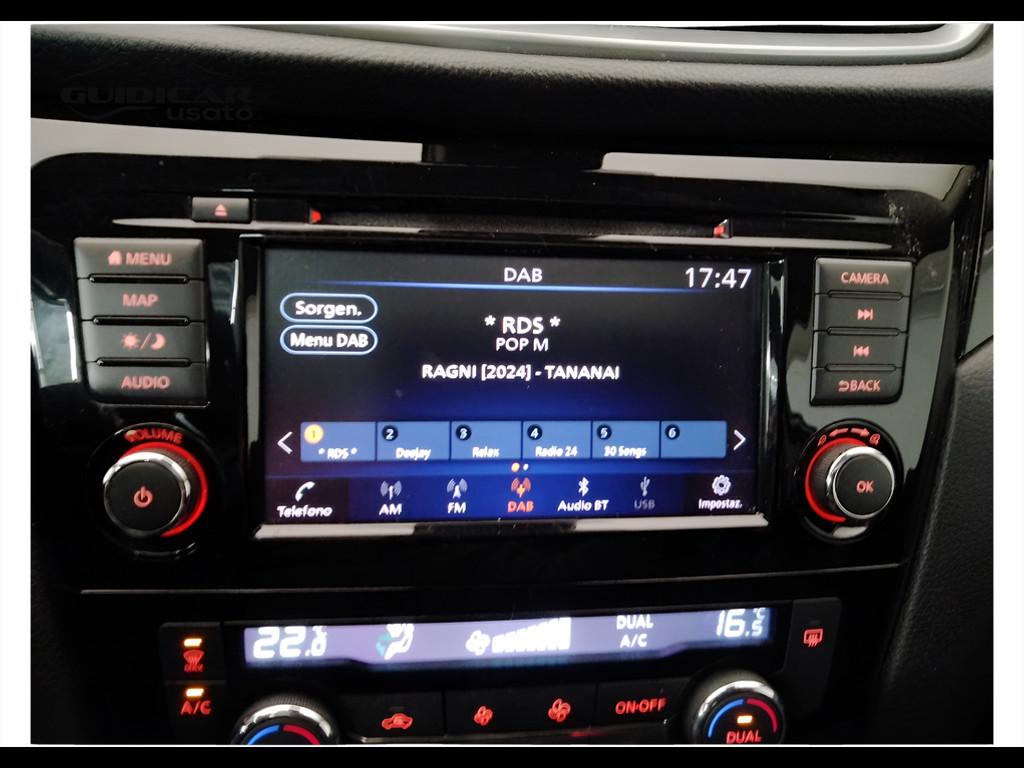 GUIDICAR
usato
MENU
MAP
AUDIO
VOLUME
DAB
17:47
Sorgen.
Menu DAB
* RDS *
POP M
RAGNI [2024] - TANANAI
1
* RDS *
2
Deejay
3
Relax
4
Radio 24
5
30 Songs
6
Telefono
AM
FM
DAB
Audio BT
USB
Impostaz.
CAMERA
BACK
OK
22.0°C
DUAL
A/C
16.5°C
A/C
ON·OFF
DUAL